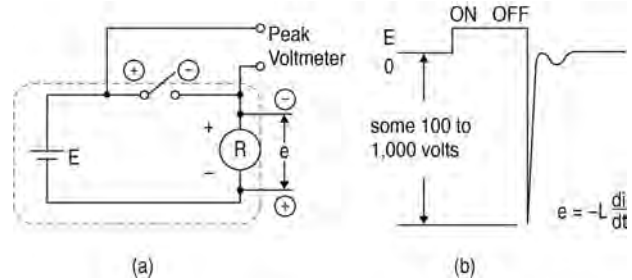 Peak
Voltmeter
+ −
E
+
R
−
e
−
+
(a)
ON OFF
E
0
some 100 to
1,000 volts
e = −L di/dt
(b)